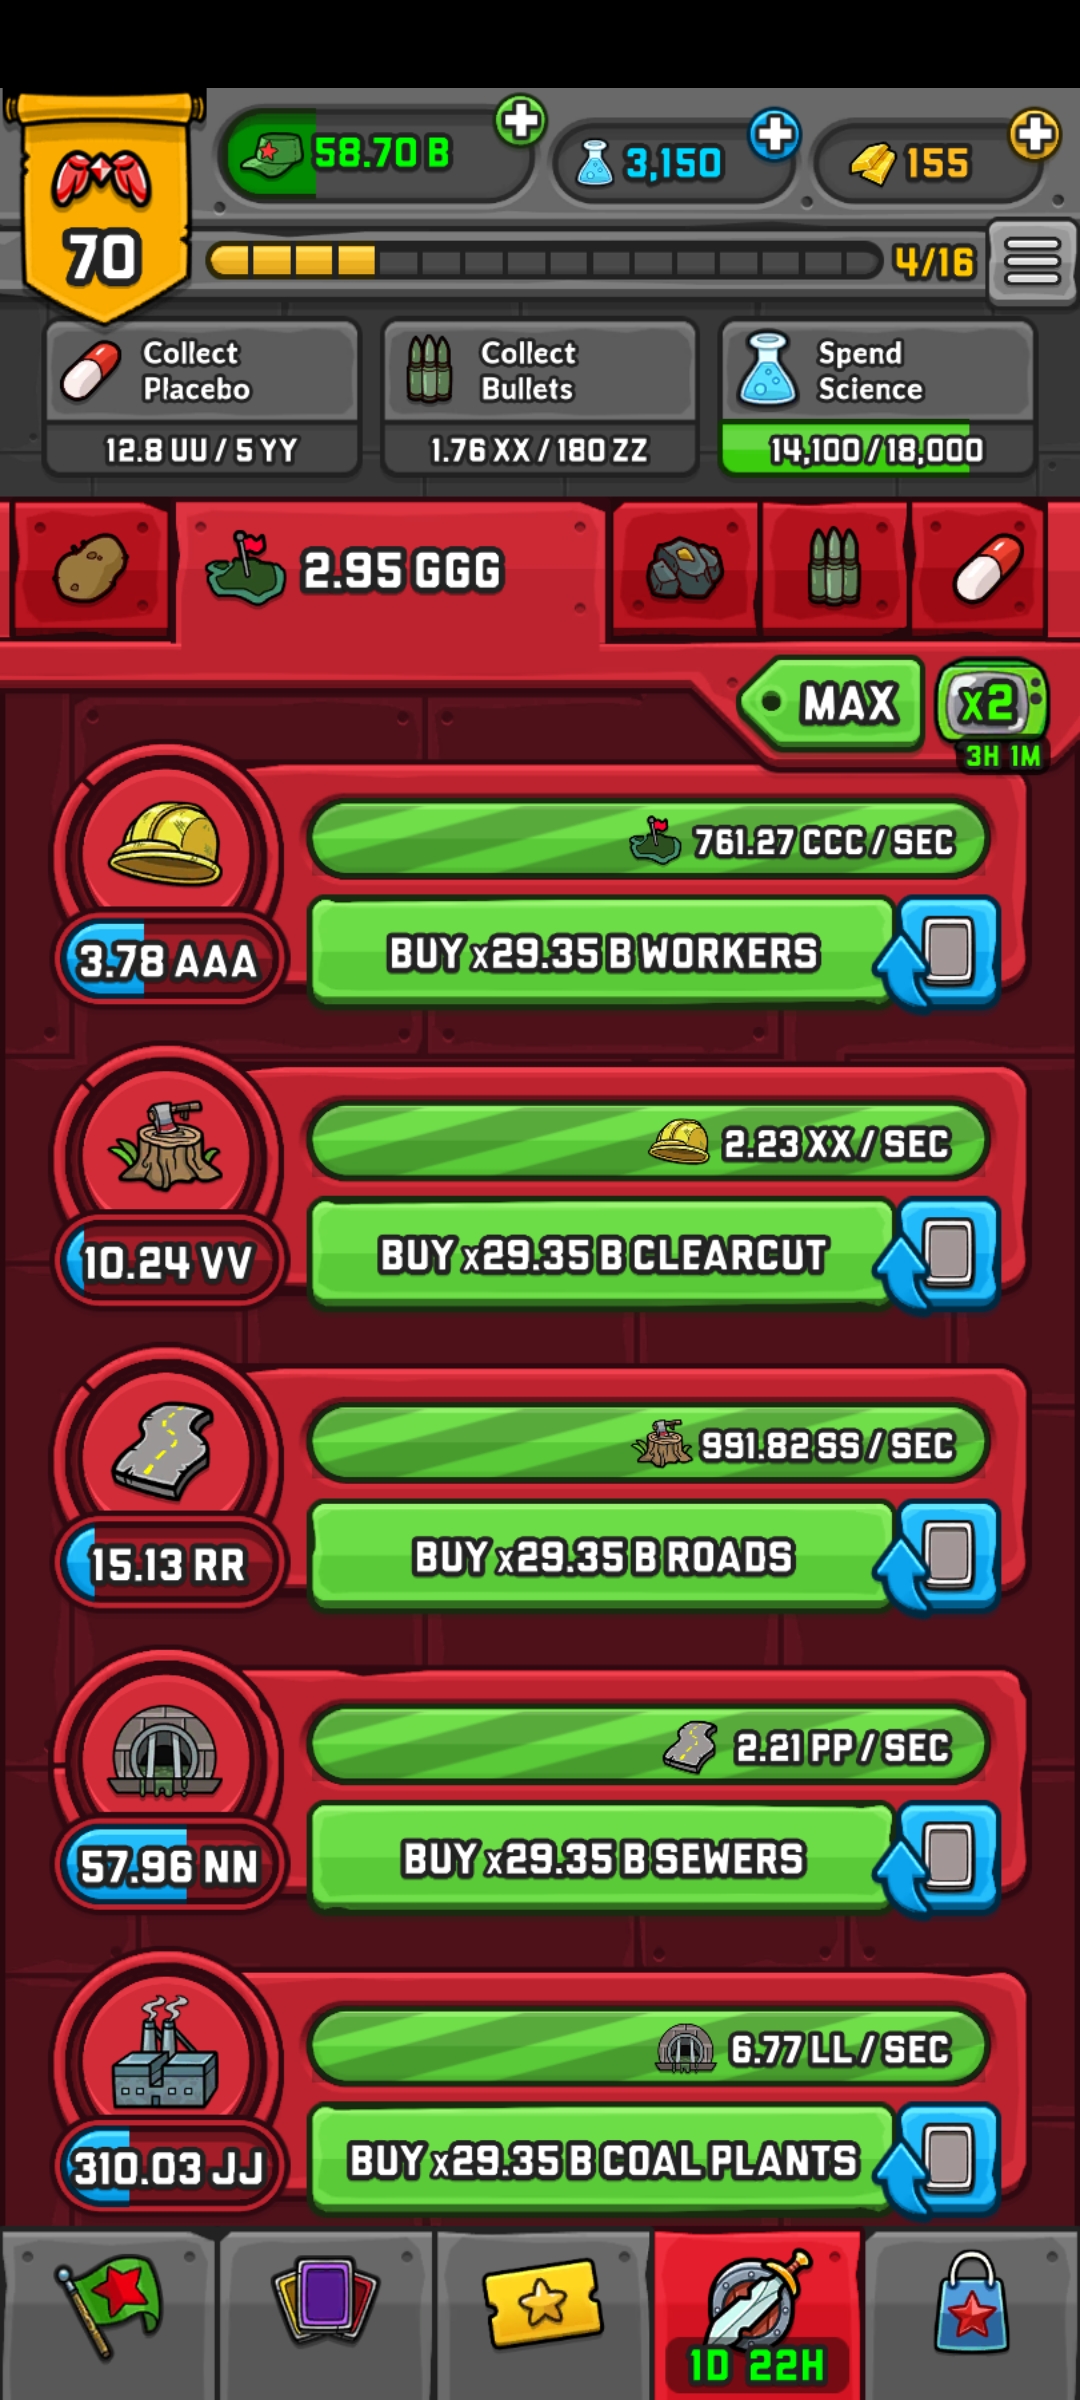 58.70 B
3,150
155
70
4/16
Collect
Placebo
12.8 UU / 5 YY
Collect
Bullets
1.76 XX / 180 ZZ
Spend
Science
14,100 / 18,000
2.95 GGG
MAX
x2
3H 1M
761.27 CCC / SEC
3.78 AAA
BUY x29.35 B WORKERS
2.23 XX / SEC
10.24 VV
BUY x29.35 B CLEARCUT
991.82 SS / SEC
15.13 RR
BUY x29.35 B ROADS
2.21 PP / SEC
57.96 NN
BUY x29.35 B SEWERS
6.77 LL / SEC
310.03 JJ
BUY x29.35 B COAL PLANTS
1D 22H